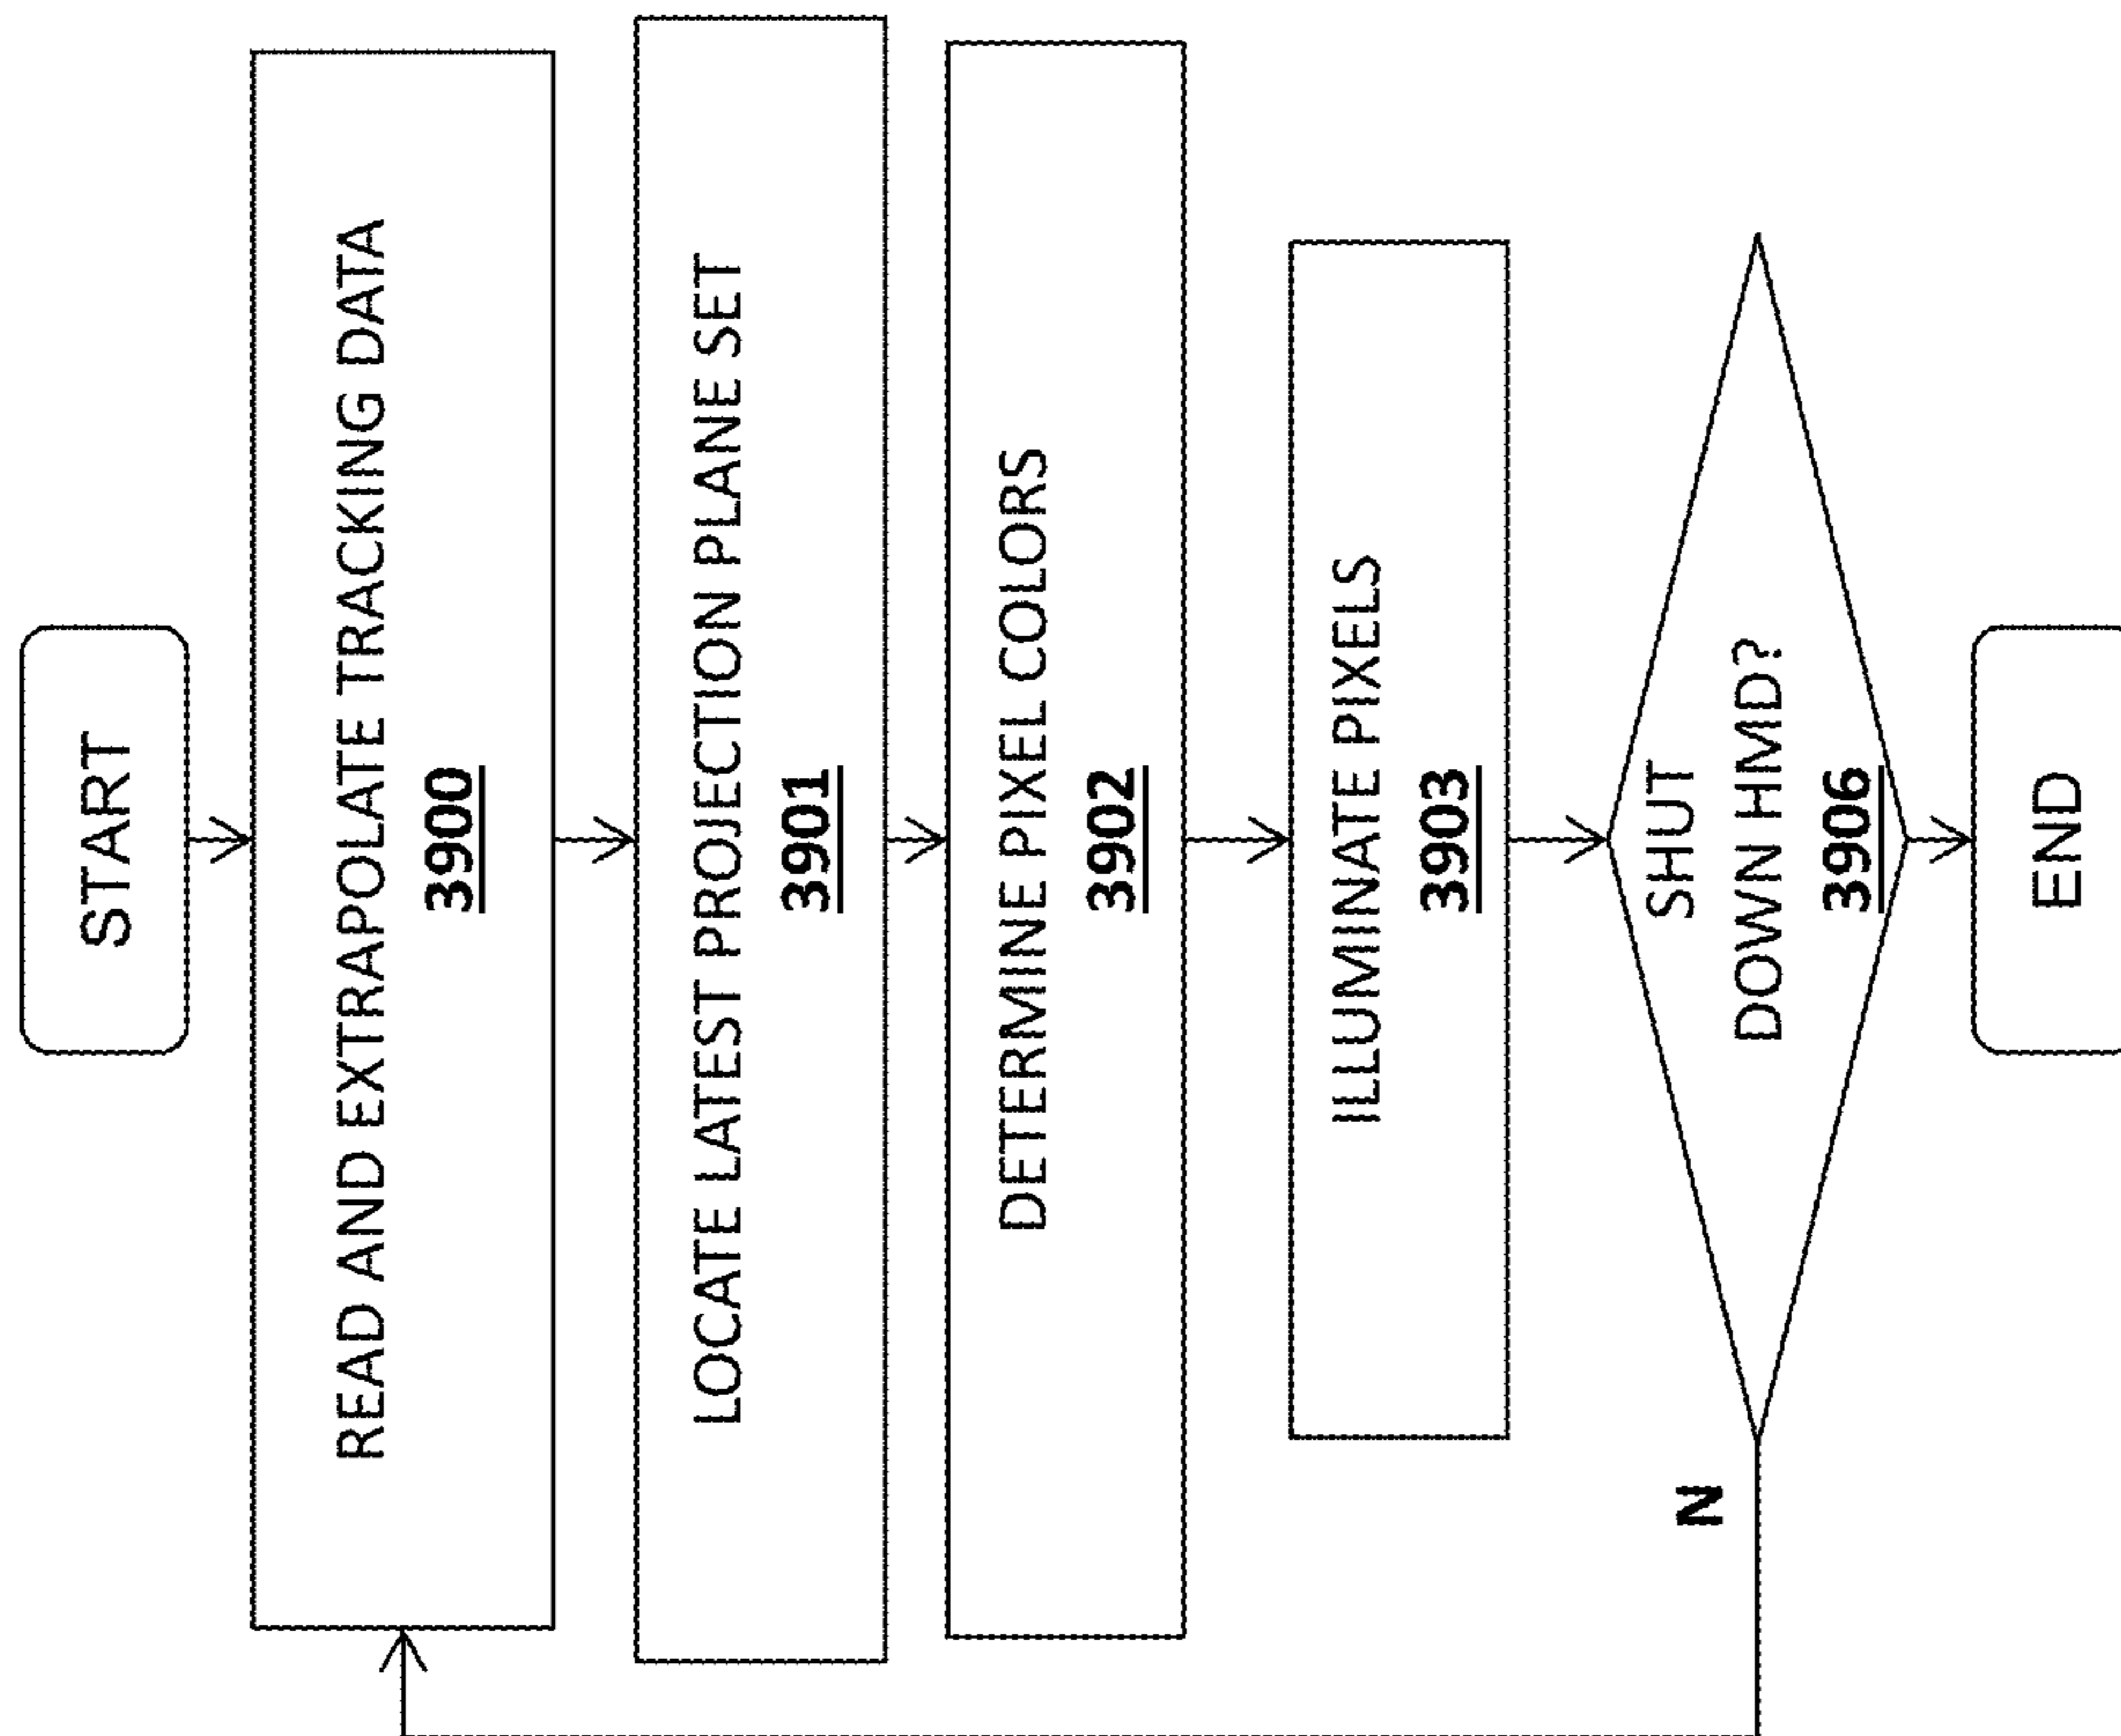 START
READ AND EXTRAPOLATE TRACKING DATA
3900
LOCATE LATEST PROJECTION PLANE SET
3901
DETERMINE PIXEL COLORS
3902
ILLUMINATE PIXELS
3903
SHUT
DOWN HMD?
3906
N
END